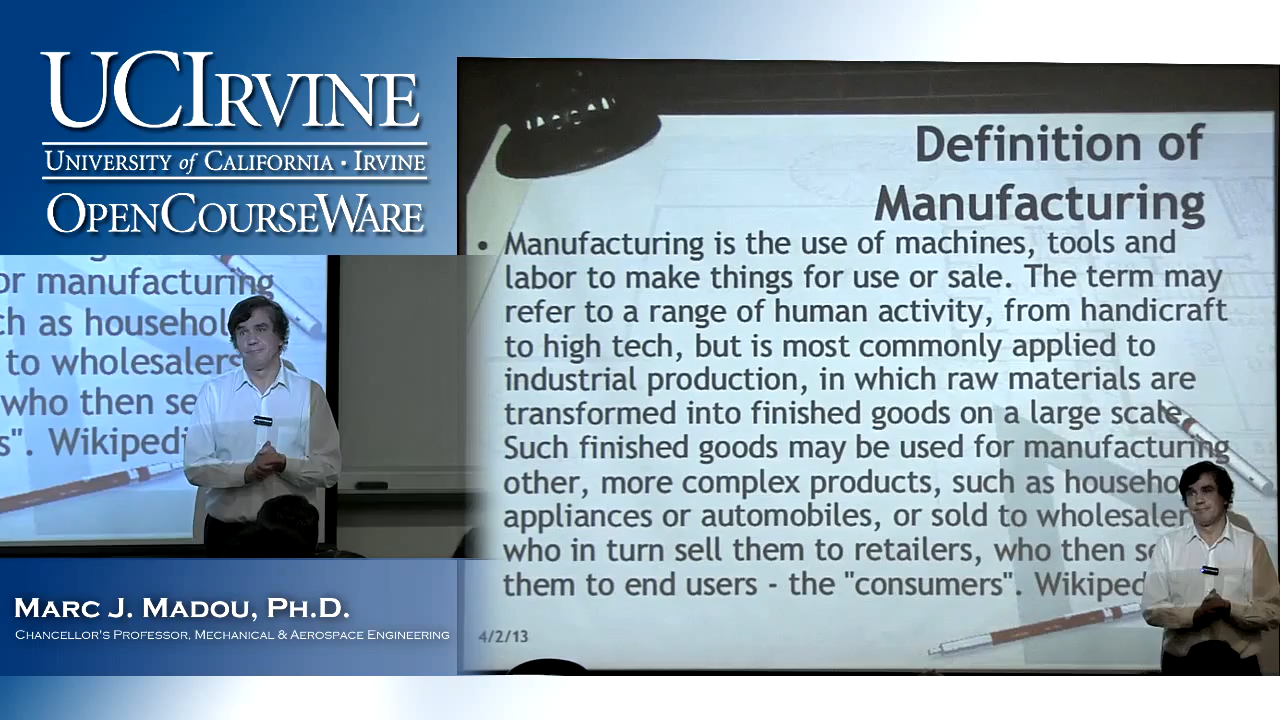 UCIRVINE
UNIVERSITY of CALIFORNIA · IRVINE
OPENCOURSEWARE
or manufacturing
ch as househol
to wholesalers
who then se
s". Wikipedi
MARC J. MADOU, PH.D.
CHANCELLOR'S PROFESSOR, MECHANICAL & AEROSPACE ENGINEERING
Definition of
Manufacturing
• Manufacturing is the use of machines, tools and
labor to make things for use or sale. The term may
refer to a range of human activity, from handicraft
to high tech, but is most commonly applied to
industrial production, in which raw materials are
transformed into finished goods on a large scale.
Such finished goods may be used for manufacturing
other, more complex products, such as househo
appliances or automobiles, or sold to wholesaler
who in turn sell them to retailers, who then se
them to end users - the "consumers". Wikiped
4/2/13